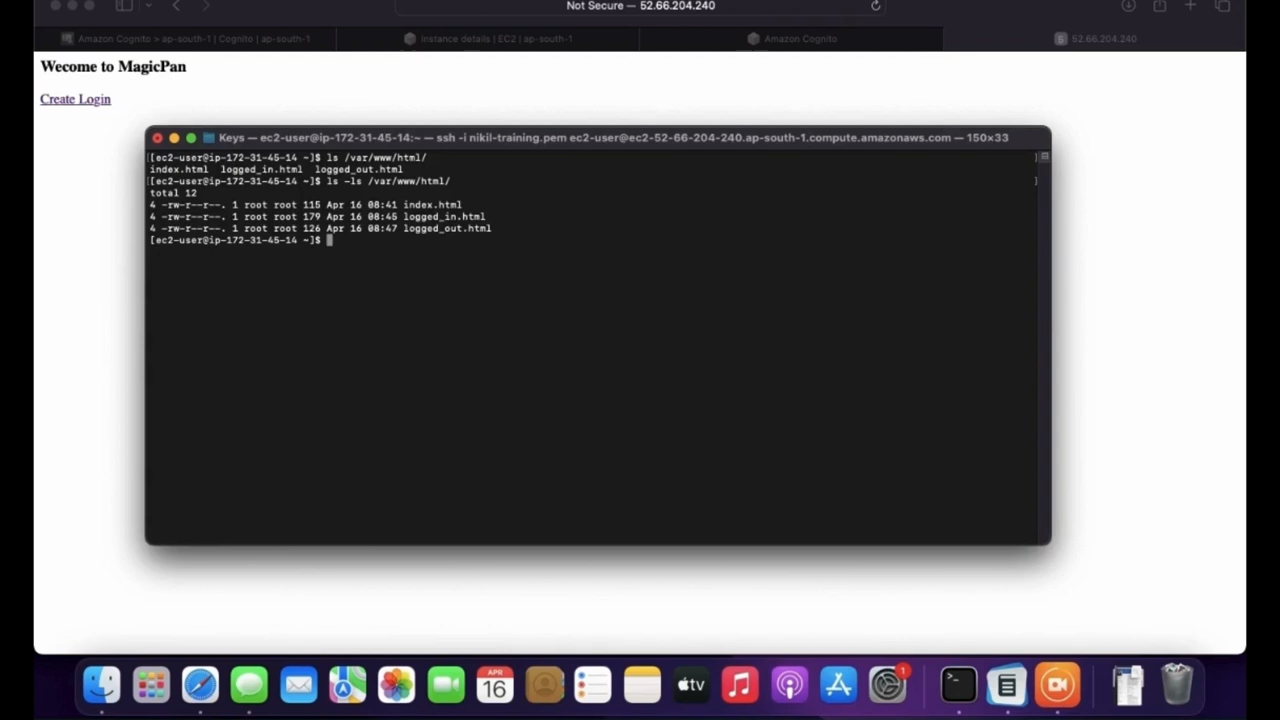 Not Secure — 52.66.204.240
Amazon Cognito > ap-south-1 | Cognito | ap-south-1
Instance details | EC2 | ap-south-1
Amazon Cognito
52.66.204.240
Wecome to MagicPan
Create Login
Keys — ec2-user@ip-172-31-45-14:~ — ssh -i nikil-training.pem ec2-user@ec2-52-66-204-240.ap-south-1.compute.amazonaws.com — 150×33
[[ec2-user@ip-172-31-45-14 ~]$ ls /var/www/html/ ]
index.html  logged_in.html  logged_out.html
[[ec2-user@ip-172-31-45-14 ~]$ ls -ls /var/www/html/ ]
total 12
4 -rw-r--r--. 1 root root 115 Apr 16 08:41 index.html
4 -rw-r--r--. 1 root root 179 Apr 16 08:45 logged_in.html
4 -rw-r--r--. 1 root root 126 Apr 16 08:47 logged_out.html
[ec2-user@ip-172-31-45-14 ~]$
APR
16
tv
1